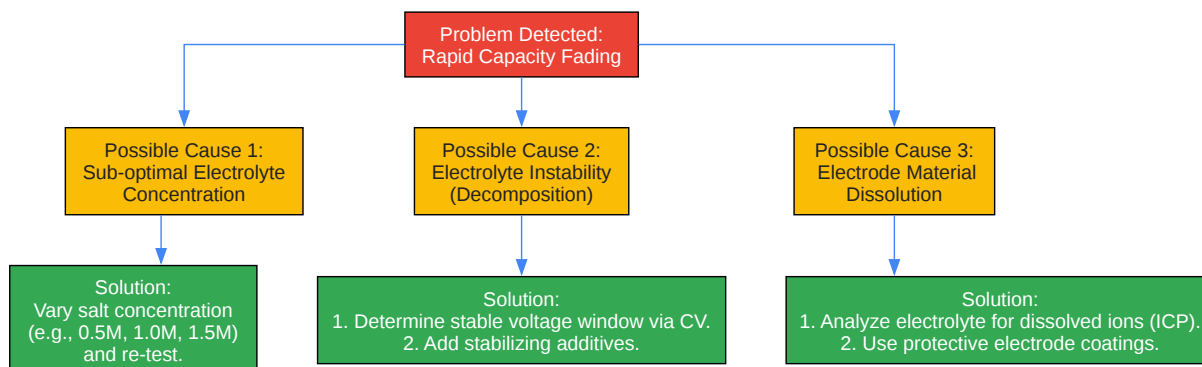 Problem Detected:
Rapid Capacity Fading
Possible Cause 1:
Sub-optimal Electrolyte
Concentration
Possible Cause 2:
Electrolyte Instability
(Decomposition)
Possible Cause 3:
Electrode Material
Dissolution
Solution:
Vary salt concentration
(e.g., 0.5M, 1.0M, 1.5M)
and re-test.
Solution:
1. Determine stable voltage window via CV.
2. Add stabilizing additives.
Solution:
1. Analyze electrolyte for dissolved ions (ICP).
2. Use protective electrode coatings.